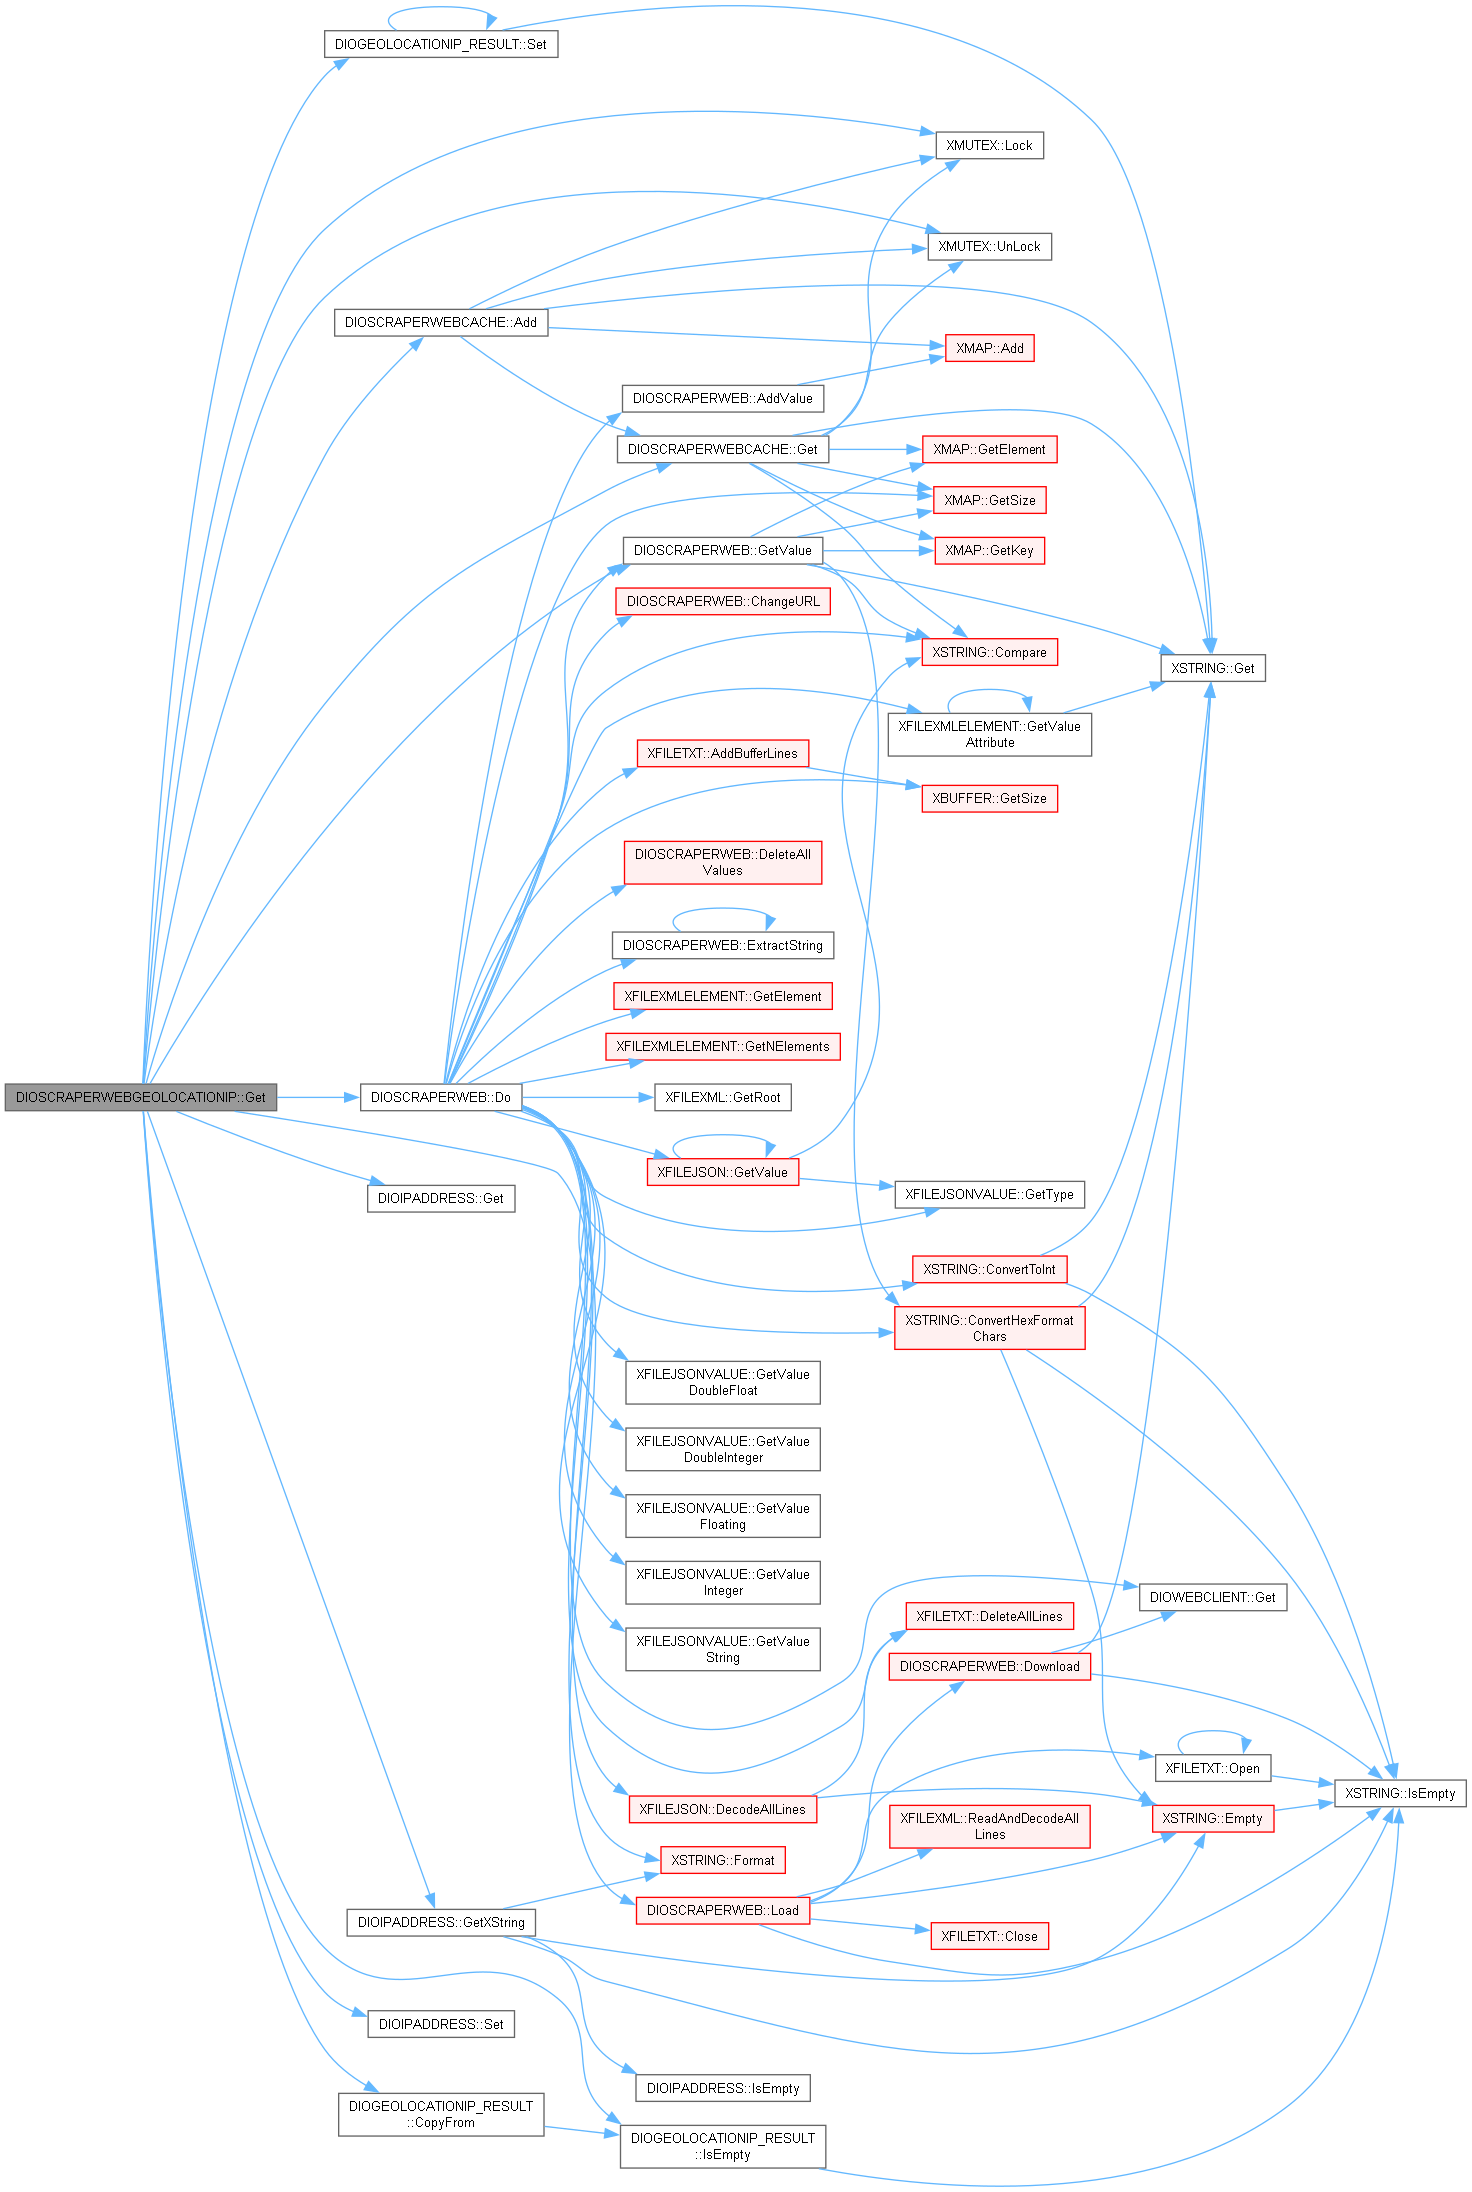 DIOGEOLOCATIONIP_RESULT::Set
XMUTEX::Lock
XMUTEX::UnLock
DIOSCRAPERWEBCACHE::Add
XMAP::Add
DIOSCRAPERWEB::AddValue
DIOSCRAPERWEBCACHE::Get
XMAP::GetElement
XMAP::GetSize
DIOSCRAPERWEB::GetValue
XMAP::GetKey
DIOSCRAPERWEB::ChangeURL
XSTRING::Compare
XSTRING::Get
XFILEXMLELEMENT::GetValue
Attribute
XFILETXT::AddBufferLines
XBUFFER::GetSize
DIOSCRAPERWEB::DeleteAll
Values
DIOSCRAPERWEB::ExtractString
XFILEXMLELEMENT::GetElement
XFILEXMLELEMENT::GetNElements
DIOSCRAPERWEBGEOLOCATIONIP::Get
DIOSCRAPERWEB::Do
XFILEXML::GetRoot
XFILEJSON::GetValue
DIOIPADDRESS::Get
XFILEJSONVALUE::GetType
XSTRING::ConvertToInt
XSTRING::ConvertHexFormat
Chars
XFILEJSONVALUE::GetValue
DoubleFloat
XFILEJSONVALUE::GetValue
DoubleInteger
XFILEJSONVALUE::GetValue
Floating
XFILEJSONVALUE::GetValue
Integer
DIOWEBCLIENT::Get
XFILETXT::DeleteAllLines
XFILEJSONVALUE::GetValue
String
DIOSCRAPERWEB::Download
XFILETXT::Open
XSTRING::IsEmpty
XFILEJSON::DecodeAllLines
XFILEXML::ReadAndDecodeAll
Lines
XSTRING::Empty
XSTRING::Format
DIOSCRAPERWEB::Load
DIOIPADDRESS::GetXString
XFILETXT::Close
DIOIPADDRESS::Set
DIOIPADDRESS::IsEmpty
DIOGEOLOCATIONIP_RESULT
::CopyFrom
DIOGEOLOCATIONIP_RESULT
::IsEmpty